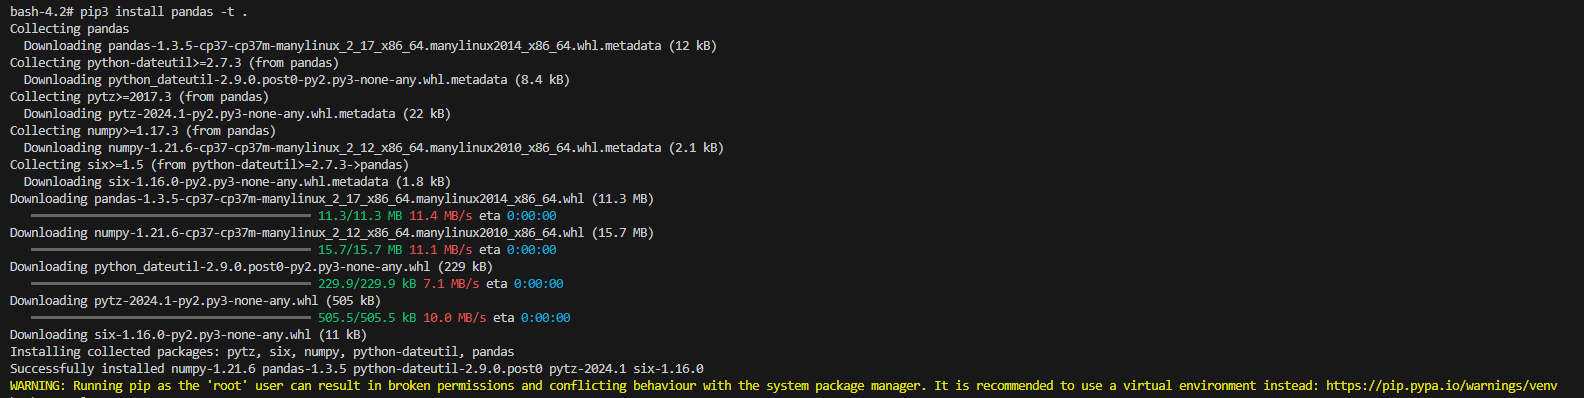 bash-4.2# pip3 install pandas -t .
Collecting pandas
  Downloading pandas-1.3.5-cp37-cp37m-manylinux_2_17_x86_64.manylinux2014_x86_64.whl.metadata (12 kB)
Collecting python-dateutil>=2.7.3 (from pandas)
  Downloading python_dateutil-2.9.0.post0-py2.py3-none-any.whl.metadata (8.4 kB)
Collecting pytz>=2017.3 (from pandas)
  Downloading pytz-2024.1-py2.py3-none-any.whl.metadata (22 kB)
Collecting numpy>=1.17.3 (from pandas)
  Downloading numpy-1.21.6-cp37-cp37m-manylinux_2_12_x86_64.manylinux2010_x86_64.whl.metadata (2.1 kB)
Collecting six>=1.5 (from python-dateutil>=2.7.3->pandas)
  Downloading six-1.16.0-py2.py3-none-any.whl.metadata (1.8 kB)
Downloading pandas-1.3.5-cp37-cp37m-manylinux_2_17_x86_64.manylinux2014_x86_64.whl (11.3 MB)
11.3/11.3 MB 11.4 MB/s eta 0:00:00
Downloading numpy-1.21.6-cp37-cp37m-manylinux_2_12_x86_64.manylinux2010_x86_64.whl (15.7 MB)
15.7/15.7 MB 11.1 MB/s eta 0:00:00
Downloading python_dateutil-2.9.0.post0-py2.py3-none-any.whl (229 kB)
229.9/229.9 kB 7.1 MB/s eta 0:00:00
Downloading pytz-2024.1-py2.py3-none-any.whl (505 kB)
505.5/505.5 kB 10.0 MB/s eta 0:00:00
Downloading six-1.16.0-py2.py3-none-any.whl (11 kB)
Installing collected packages: pytz, six, numpy, python-dateutil, pandas
Successfully installed numpy-1.21.6 pandas-1.3.5 python-dateutil-2.9.0.post0 pytz-2024.1 six-1.16.0
WARNING: Running pip as the 'root' user can result in broken permissions and conflicting behaviour with the system package manager. It is recommended to use a virtual environment instead: https://pip.pypa.io/warnings/venv